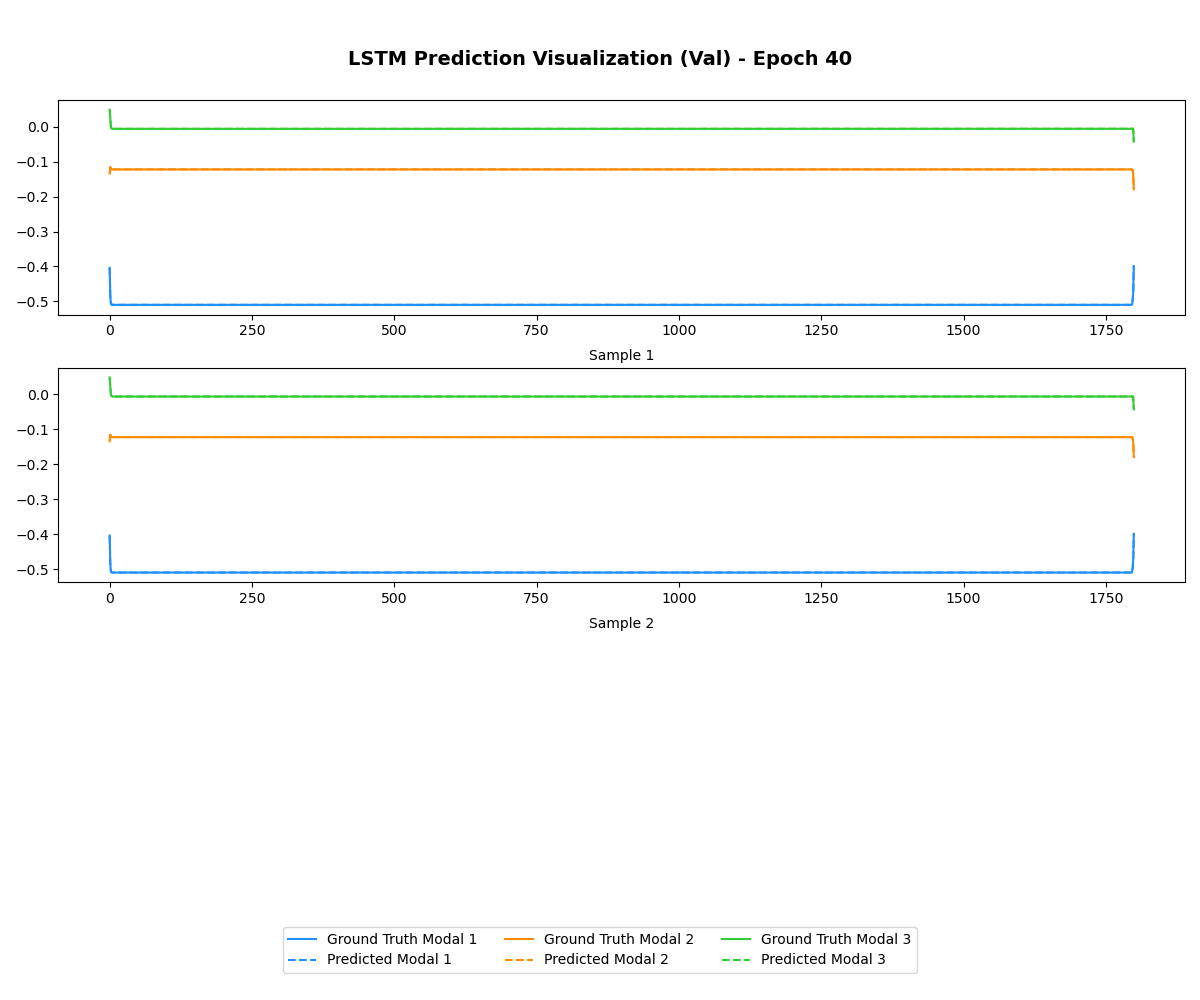 LSTM Prediction Visualization (Val) - Epoch 40
0.0
−0.1
−0.2
−0.3
−0.4
−0.5
0 250 500 750 1000 1250 1500 1750
Sample 1
0.0
−0.1
−0.2
−0.3
−0.4
−0.5
0 250 500 750 1000 1250 1500 1750
Sample 2
Ground Truth Modal 1 Ground Truth Modal 2 Ground Truth Modal 3
Predicted Modal 1 Predicted Modal 2 Predicted Modal 3